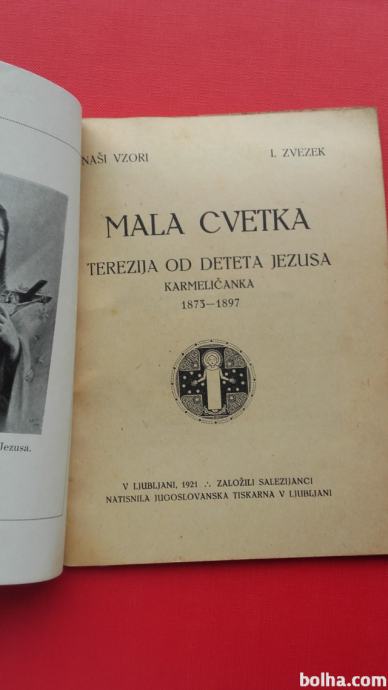 NAŠI VZORI I. ZVEZEK
MALA CVETKA
TEREZIJA OD DETETA JEZUSA
KARMELIČANKA
1873—1897
Jezusa.
V LJUBLJANI, 1921 ∴ ZALOŽILI SALEZIJANCI
NATISNILA JUGOSLOVANSKA TISKARNA V LJUBLJANI
bolha.com